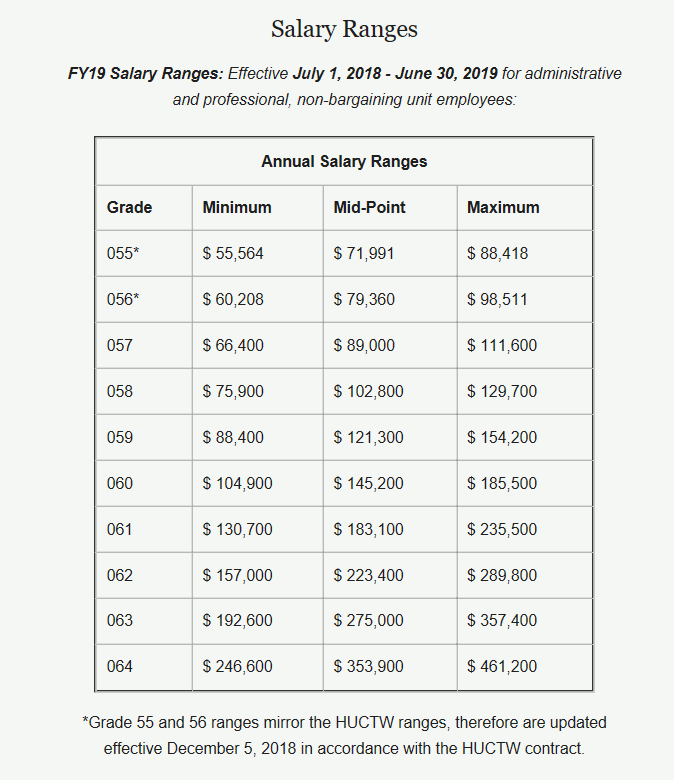 Salary Ranges
FY19 Salary Ranges: Effective July 1, 2018 - June 30, 2019 for administrative
and professional, non-bargaining unit employees:
Annual Salary Ranges
Grade Minimum Mid-Point Maximum
055* $ 55,564 $ 71,991 $ 88,418
056* $ 60,208 $ 79,360 $ 98,511
057 $ 66,400 $ 89,000 $ 111,600
058 $ 75,900 $ 102,800 $ 129,700
059 $ 88,400 $ 121,300 $ 154,200
060 $ 104,900 $ 145,200 $ 185,500
061 $ 130,700 $ 183,100 $ 235,500
062 $ 157,000 $ 223,400 $ 289,800
063 $ 192,600 $ 275,000 $ 357,400
064 $ 246,600 $ 353,900 $ 461,200
*Grade 55 and 56 ranges mirror the HUCTW ranges, therefore are updated
effective December 5, 2018 in accordance with the HUCTW contract.